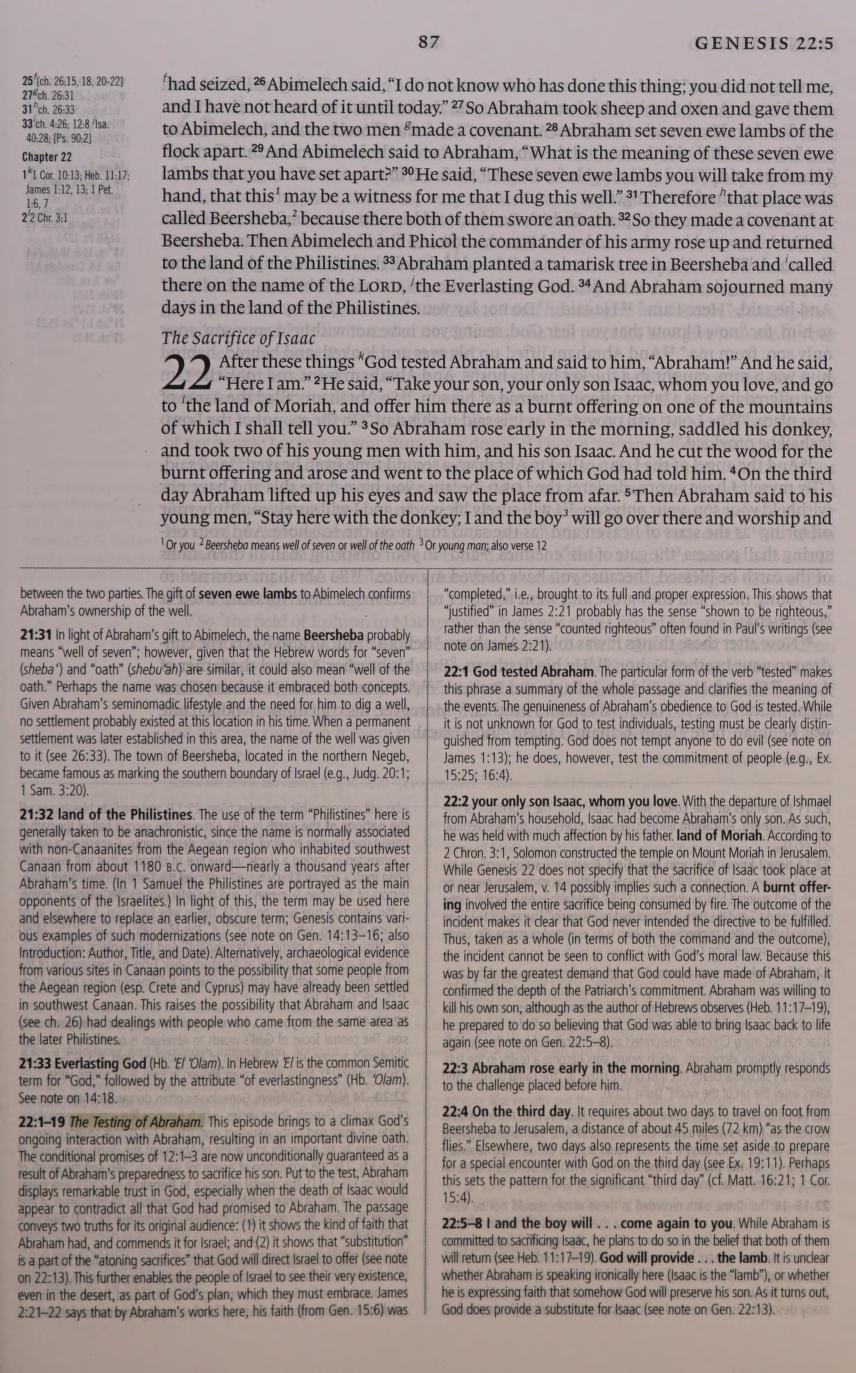 87
GENESIS 22:5
25 f[ch. 26:15, 18, 20-22]
27 g ch. 26:31
31 h ch. 26:33
33 i ch. 4:26; 12:8 j Isa.
40:28; [Ps. 90:2]
Chapter 22
1 k 1 Cor. 10:13; Heb. 11:17;
James 1:12, 13; 1 Pet.
1:6, 7
2 l 2 Chr. 3:1
f had seized, 26 Abimelech said, “I do not know who has done this thing; you did not tell me,
and I have not heard of it until today.” 27 So Abraham took sheep and oxen and gave them
to Abimelech, and the two men g made a covenant. 28 Abraham set seven ewe lambs of the
flock apart. 29 And Abimelech said to Abraham, “What is the meaning of these seven ewe
lambs that you have set apart?” 30 He said, “These seven ewe lambs you will take from my
hand, that this 1 may be a witness for me that I dug this well.” 31 Therefore h that place was
called Beersheba, 2 because there both of them swore an oath. 32 So they made a covenant at
Beersheba. Then Abimelech and Phicol the commander of his army rose up and returned
to the land of the Philistines. 33 Abraham planted a tamarisk tree in Beersheba and i called
there on the name of the LORD, j the Everlasting God. 34 And Abraham sojourned many
days in the land of the Philistines.
The Sacrifice of Isaac
22 After these things k God tested Abraham and said to him, “Abraham!” And he said,
“Here I am.” 2 He said, “Take your son, your only son Isaac, whom you love, and go
to l the land of Moriah, and offer him there as a burnt offering on one of the mountains
of which I shall tell you.” 3 So Abraham rose early in the morning, saddled his donkey,
and took two of his young men with him, and his son Isaac. And he cut the wood for the
burnt offering and arose and went to the place of which God had told him. 4 On the third
day Abraham lifted up his eyes and saw the place from afar. 5 Then Abraham said to his
young men, “Stay here with the donkey; I and the boy 3 will go over there and worship and
1 Or you 2 Beersheba means well of seven or well of the oath 3 Or young man; also verse 12
between the two parties. The gift of seven ewe lambs to Abimelech confirms
Abraham's ownership of the well.
21:31 In light of Abraham's gift to Abimelech, the name Beersheba probably
means “well of seven”; however, given that the Hebrew words for “seven”
(sheba‘) and “oath” (shebu‘ah) are similar, it could also mean “well of the
oath.” Perhaps the name was chosen because it embraced both concepts.
Given Abraham's seminomadic lifestyle and the need for him to dig a well,
no settlement probably existed at this location in his time. When a permanent
settlement was later established in this area, the name of the well was given
to it (see 26:33). The town of Beersheba, located in the northern Negeb,
became famous as marking the southern boundary of Israel (e.g., Judg. 20:1;
1 Sam. 3:20).
21:32 land of the Philistines. The use of the term “Philistines” here is
generally taken to be anachronistic, since the name is normally associated
with non-Canaanites from the Aegean region who inhabited southwest
Canaan from about 1180 B.C. onward—nearly a thousand years after
Abraham's time. (In 1 Samuel the Philistines are portrayed as the main
opponents of the Israelites.) In light of this, the term may be used here
and elsewhere to replace an earlier, obscure term; Genesis contains vari-
ous examples of such modernizations (see note on Gen. 14:13–16; also
Introduction: Author, Title, and Date). Alternatively, archaeological evidence
from various sites in Canaan points to the possibility that some people from
the Aegean region (esp. Crete and Cyprus) may have already been settled
in southwest Canaan. This raises the possibility that Abraham and Isaac
(see ch. 26) had dealings with people who came from the same area as
the later Philistines.
21:33 Everlasting God (Hb. ’El ‘Olam). In Hebrew ’El is the common Semitic
term for “God,” followed by the attribute “of everlastingness” (Hb. ‘Olam).
See note on 14:18.
22:1–19 The Testing of Abraham. This episode brings to a climax God's
ongoing interaction with Abraham, resulting in an important divine oath.
The conditional promises of 12:1–3 are now unconditionally guaranteed as a
result of Abraham's preparedness to sacrifice his son. Put to the test, Abraham
displays remarkable trust in God, especially when the death of Isaac would
appear to contradict all that God had promised to Abraham. The passage
conveys two truths for its original audience: (1) it shows the kind of faith that
Abraham had, and commends it for Israel; and (2) it shows that “substitution”
is a part of the “atoning sacrifices” that God will direct Israel to offer (see note
on 22:13). This further enables the people of Israel to see their very existence,
even in the desert, as part of God's plan, which they must embrace. James
2:21–22 says that by Abraham's works here, his faith (from Gen. 15:6) was
“completed,” i.e., brought to its full and proper expression. This shows that
“justified” in James 2:21 probably has the sense “shown to be righteous,”
rather than the sense “counted righteous” often found in Paul's writings (see
note on James 2:21).
22:1 God tested Abraham. The particular form of the verb “tested” makes
this phrase a summary of the whole passage and clarifies the meaning of
the events. The genuineness of Abraham's obedience to God is tested. While
it is not unknown for God to test individuals, testing must be clearly distin-
guished from tempting. God does not tempt anyone to do evil (see note on
James 1:13); he does, however, test the commitment of people (e.g., Ex.
15:25; 16:4).
22:2 your only son Isaac, whom you love. With the departure of Ishmael
from Abraham's household, Isaac had become Abraham's only son. As such,
he was held with much affection by his father. land of Moriah. According to
2 Chron. 3:1, Solomon constructed the temple on Mount Moriah in Jerusalem.
While Genesis 22 does not specify that the sacrifice of Isaac took place at
or near Jerusalem, v. 14 possibly implies such a connection. A burnt offer-
ing involved the entire sacrifice being consumed by fire. The outcome of the
incident makes it clear that God never intended the directive to be fulfilled.
Thus, taken as a whole (in terms of both the command and the outcome),
the incident cannot be seen to conflict with God's moral law. Because this
was by far the greatest demand that God could have made of Abraham, it
confirmed the depth of the Patriarch's commitment. Abraham was willing to
kill his own son, although as the author of Hebrews observes (Heb. 11:17–19),
he prepared to do so believing that God was able to bring Isaac back to life
again (see note on Gen. 22:5–8).
22:3 Abraham rose early in the morning. Abraham promptly responds
to the challenge placed before him.
22:4 On the third day. It requires about two days to travel on foot from
Beersheba to Jerusalem, a distance of about 45 miles (72 km) “as the crow
flies.” Elsewhere, two days also represents the time set aside to prepare
for a special encounter with God on the third day (see Ex. 19:11). Perhaps
this sets the pattern for the significant “third day” (cf. Matt. 16:21; 1 Cor.
15:4).
22:5–8 I and the boy will . . . come again to you. While Abraham is
committed to sacrificing Isaac, he plans to do so in the belief that both of them
will return (see Heb. 11:17–19). God will provide . . . the lamb. It is unclear
whether Abraham is speaking ironically here (Isaac is the “lamb”), or whether
he is expressing faith that somehow God will preserve his son. As it turns out,
God does provide a substitute for Isaac (see note on Gen. 22:13).